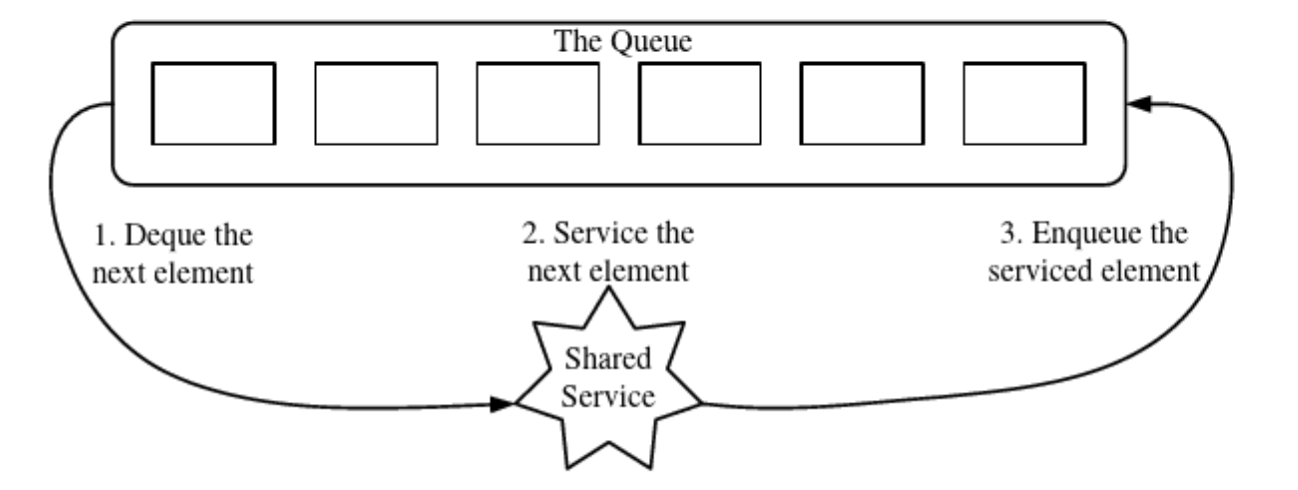 The Queue
1. Deque the
next element
2. Service the
next element
3. Enqueue the
serviced element
Shared
Service